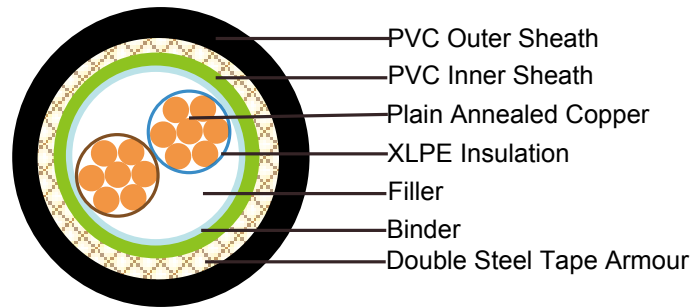 PVC Outer Sheath
PVC Inner Sheath
Plain Annealed Copper
XLPE Insulation
Filler
Binder
Double Steel Tape Armour